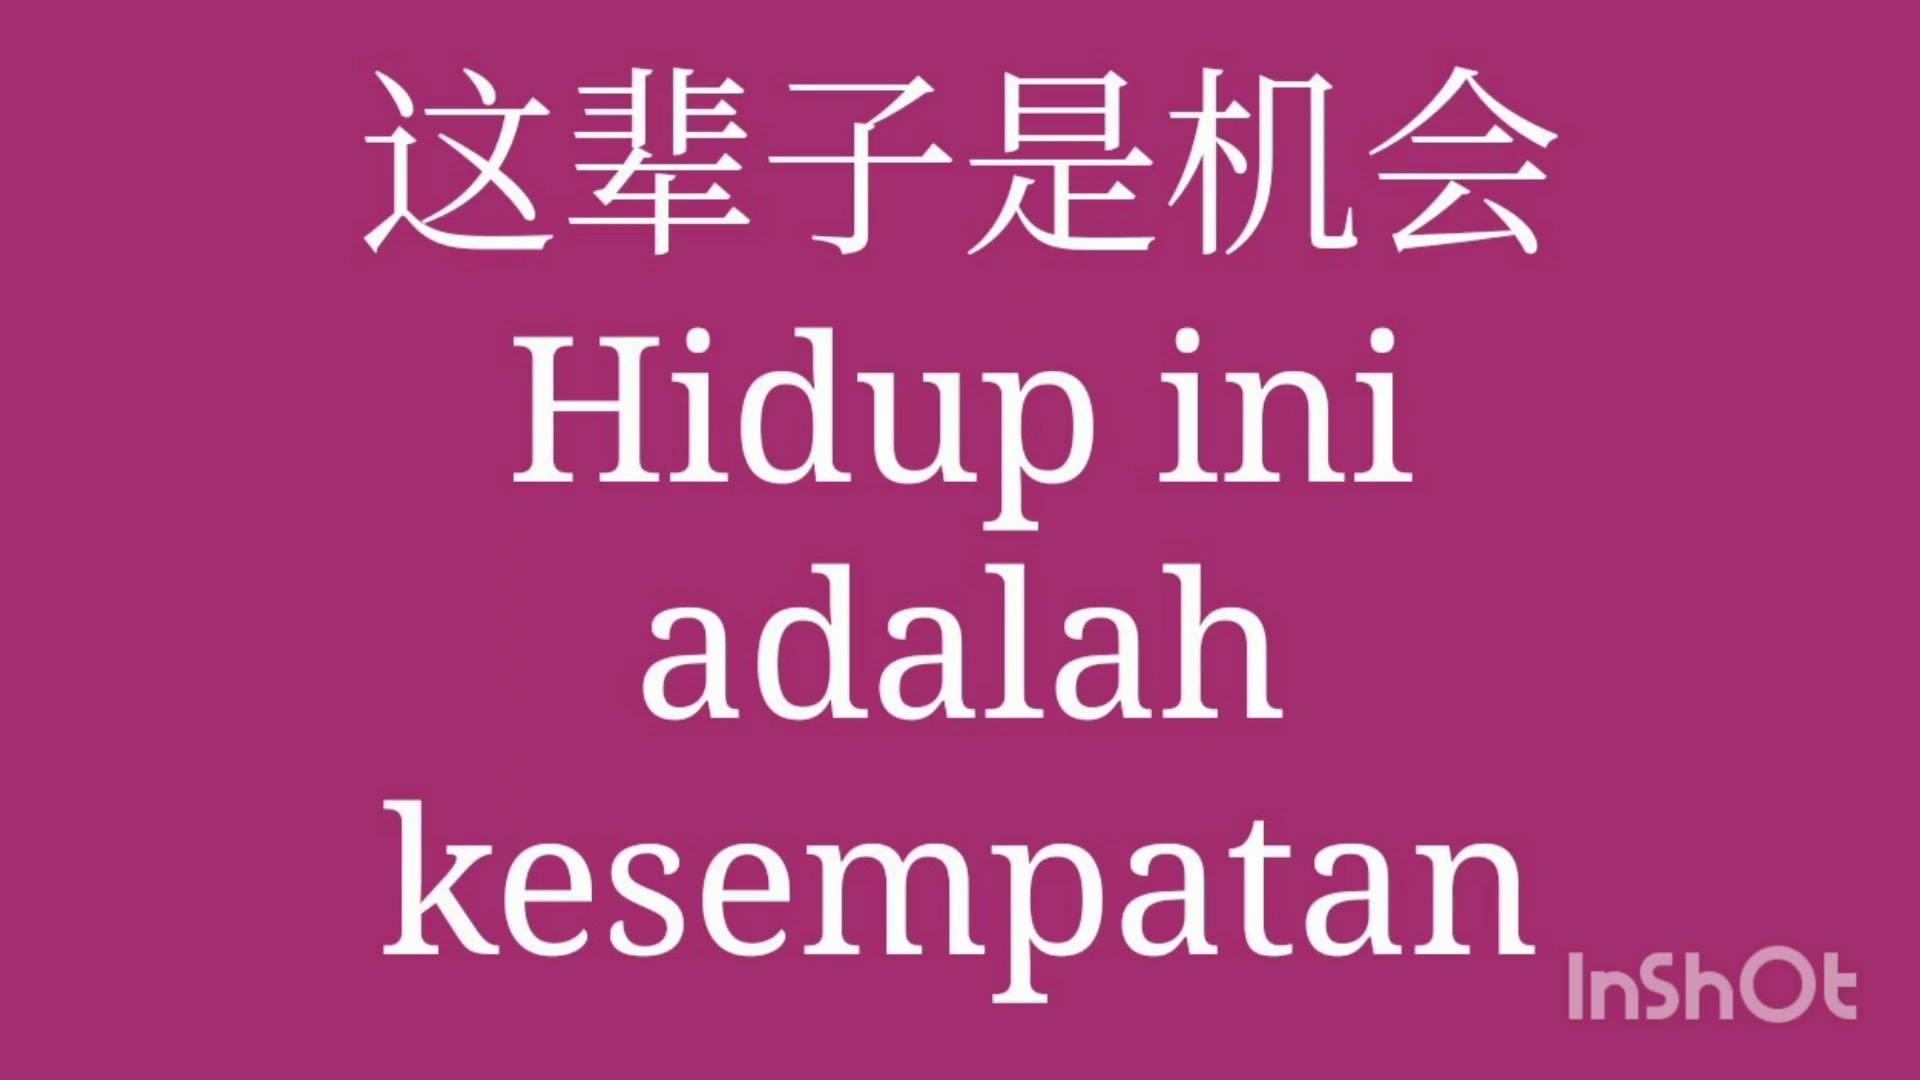 这辈子是机会
Hidup ini
adalah
kesempatan
InShOt